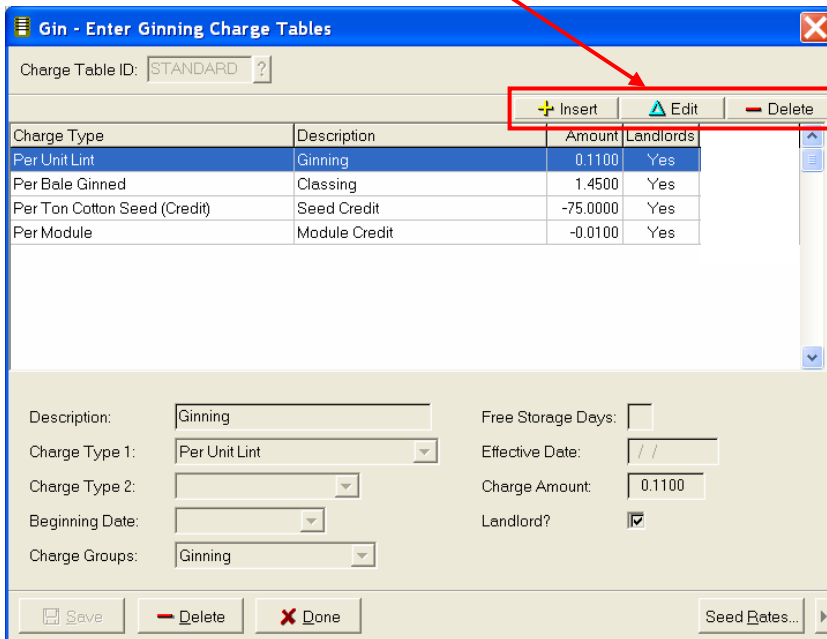 Gin - Enter Ginning Charge Tables
Charge Table ID: STANDARD ?
Insert Edit Delete
Charge Type Description Amount Landlords
Per Unit Lint Ginning 0.1100 Yes
Per Bale Ginned Classing 1.4500 Yes
Per Ton Cotton Seed (Credit) Seed Credit -75.0000 Yes
Per Module Module Credit -0.0100 Yes
Description: Ginning Free Storage Days:
Charge Type 1: Per Unit Lint Effective Date: / /
Charge Type 2: Charge Amount: 0.1100
Beginning Date: Landlord?
Charge Groups: Ginning
Save Delete Done Seed Rates...